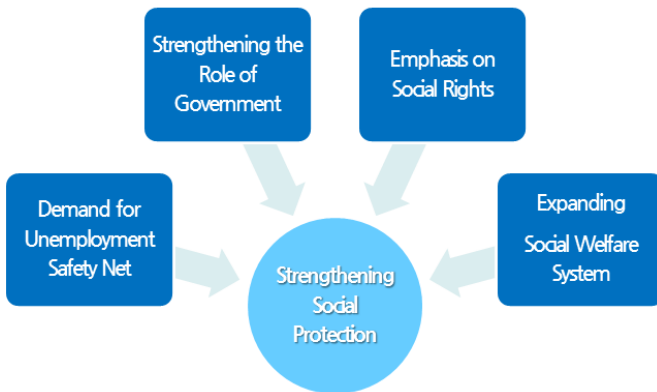 Strengthening the
Role of
Government
Emphasis on
Social Rights
Demand for
Unemployment
Safety Net
Expanding
Social Welfare
System
Strengthening
Social
Protection